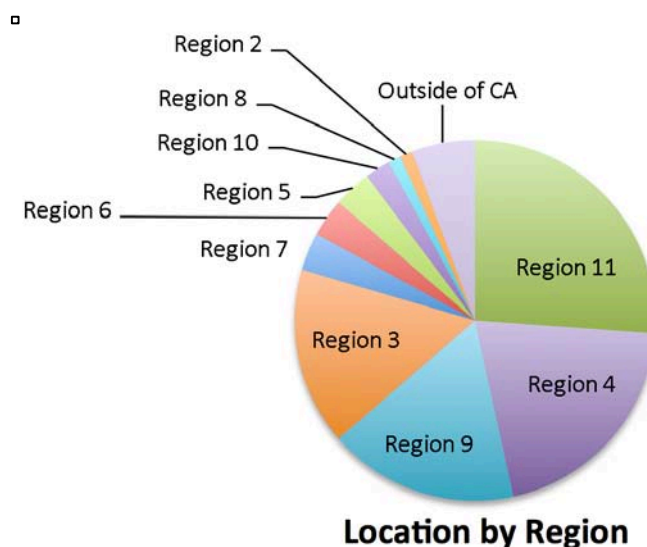 Region 2
Outside of CA
Region 8
Region 10
Region 5
Region 6
Region 7
Region 11
Region 3
Region 4
Region 9
Location by Region